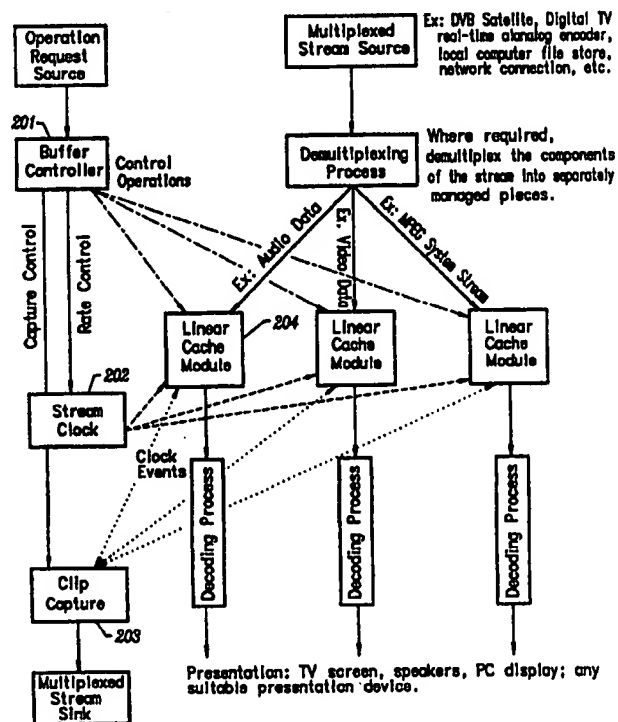 Operation
Request
Source
Multiplexed
Stream Source
Ex: DVB Satelite, Digital TV
real-time alanalog encoder,
local computer file store,
network connection, etc.
201
Buffer
Controller
Control
Operations
Demultiplexing
Process
Where required,
demultiplex the components
of the stream into separately
managed pieces.
Capture Control
Rate Control
Ex: Audio Data
Ex. Video Data
Ex: MPEG System Stream
Linear
Cache
Module
204
Linear
Cache
Module
Linear
Cache
Module
202
Stream
Clock
Clock
Events
Decoding Process
Decoding Process
Decoding Process
Clip
Capture
203
Multiplexed
Stream
Sink
Presentation: TV screen, speakers, PC display; any
suitable presentation device.